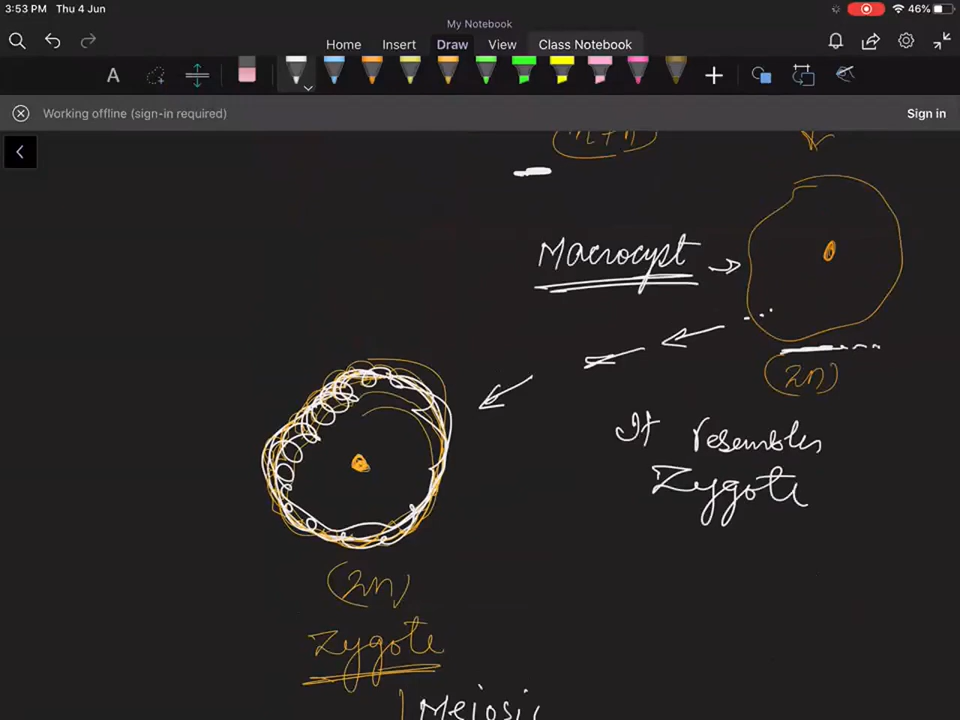 3:53 PM Thu 4 Jun
46%
My Notebook
Home Insert Draw View Class Notebook
A
Working offline (sign-in required) Sign in
Macrocyst
(2n)
It resembles
Zygote
(2n)
Zygote
Meiosis